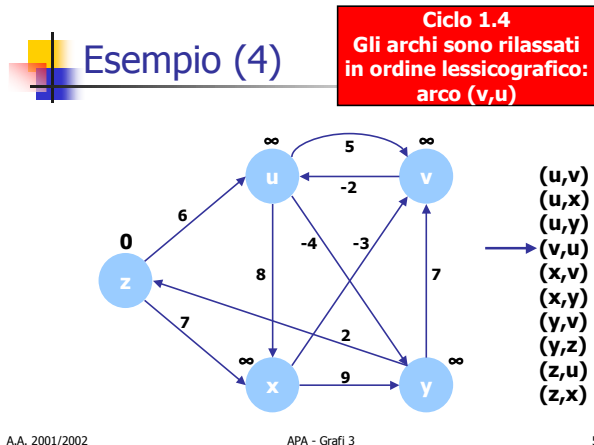 Esempio (4)
Ciclo 1.4
Gli archi sono rilassati
in ordine lessicografico:
arco (v,u)
∞
∞
5
u
v
-2
6
-4
-3
0
8
7
z
7
2
∞
∞
x
9
y
(u,v)
(u,x)
(u,y)
(v,u)
(x,v)
(x,y)
(y,v)
(y,z)
(z,u)
(z,x)
A.A. 2001/2002
APA - Grafi 3